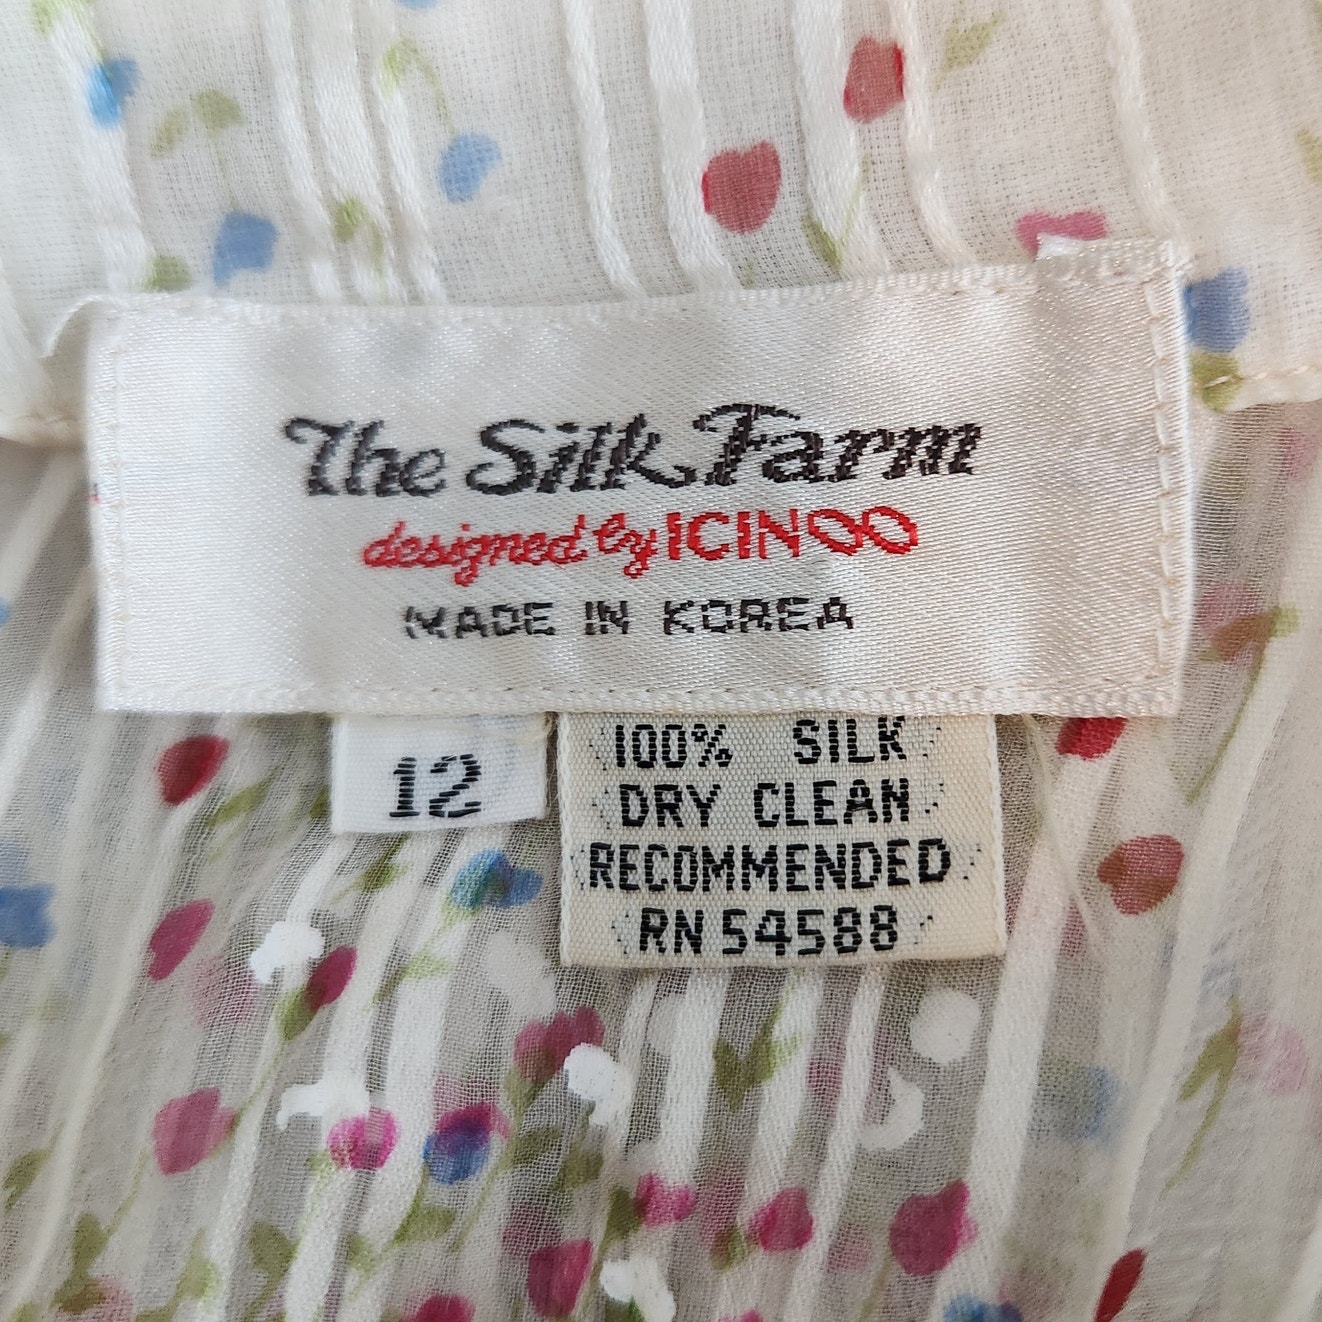 The Silk Farm
designed by ICINOO
MADE IN KOREA
12
100% SILK
DRY CLEAN
RECOMMENDED
RN 54588